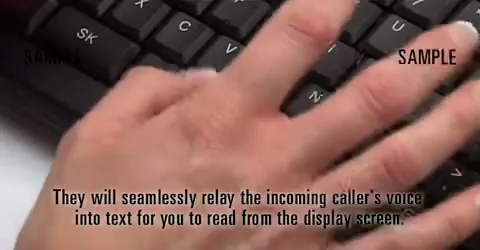 SAMPLE SAMPLE
SK X C V U N
They will seamlessly relay the incoming caller's voice
into text for you to read from the display screen.